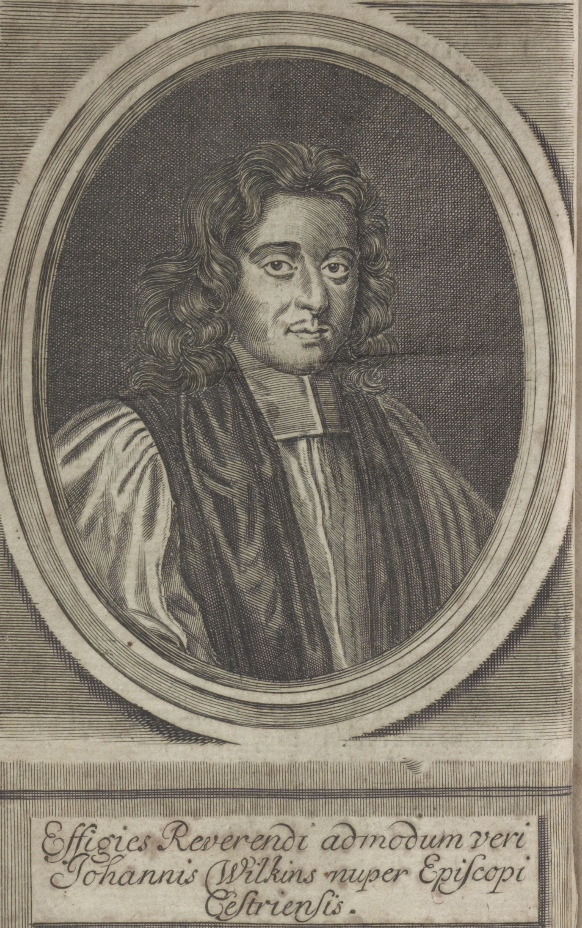 Effigies Reverendi admodum veri
Johannis Wilkins nuper Epiſcopi
Ceſtrienſis.